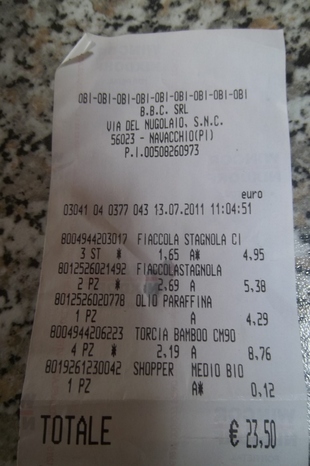 OBI-OBI-OBI-OBI-OBI-OBI-OBI-OBI-OBI
B.B.C. SRL
VIA DEL NUGOLAIO, S.N.C.
56023 - NAVACCHIO(PI)
P.I.00508260973
euro
03041 04 0377 043 13.07.2011 11:04:51
8004944203017 FIACCOLA STAGNOLA CI
3 ST * 1,65 A* 4,95
8012526021492 FIACCOLASTAGNOLA
2 PZ * 2,69 A 5,38
8012526020778 OLIO PARAFFINA
1 PZ A 4,29
8004944206223 TORCIA BAMBOO CM90
4 PZ * 2,19 A 8,76
8019261230042 SHOPPER MEDIO BIO
1 PZ A* 0,12
TOTALE € 23,50